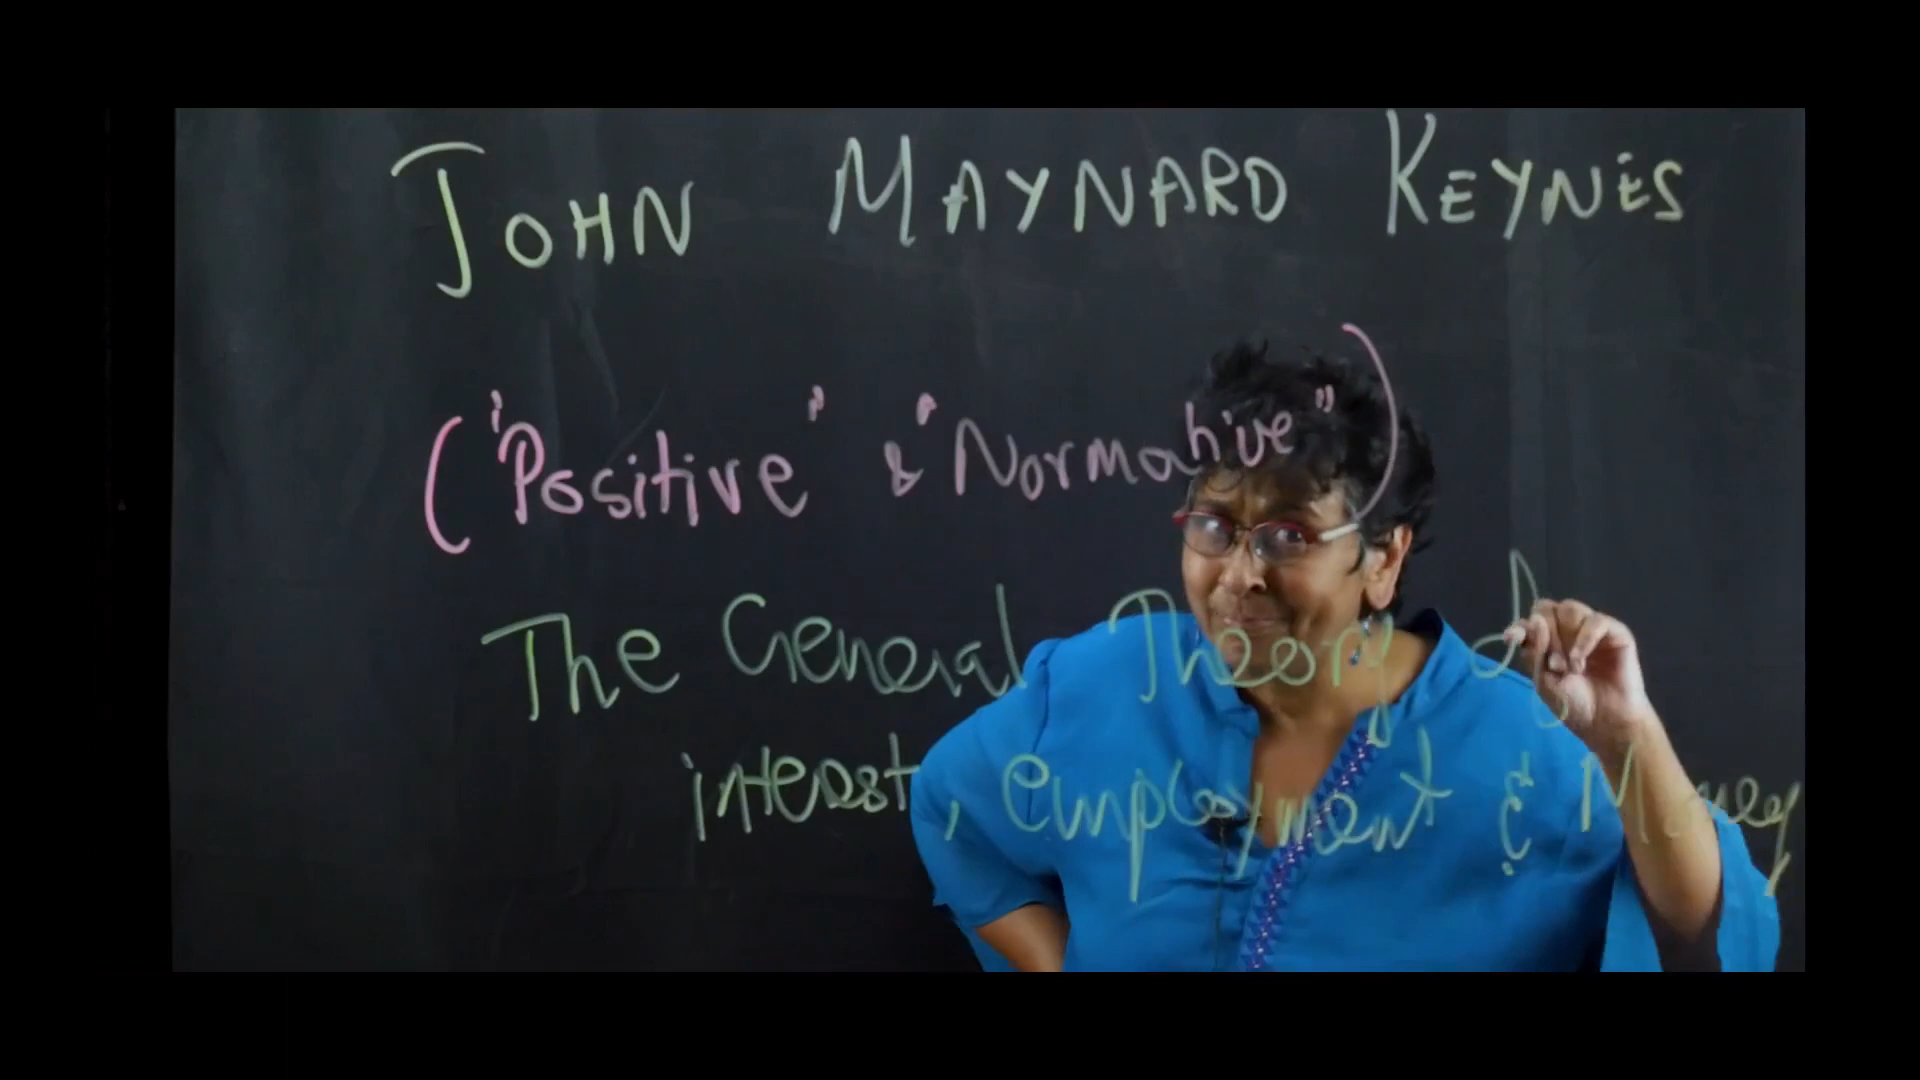 JOHN MAYNARD KEYNES
("Positive" & "Normative")
The General Theory of
interest, employment & Money